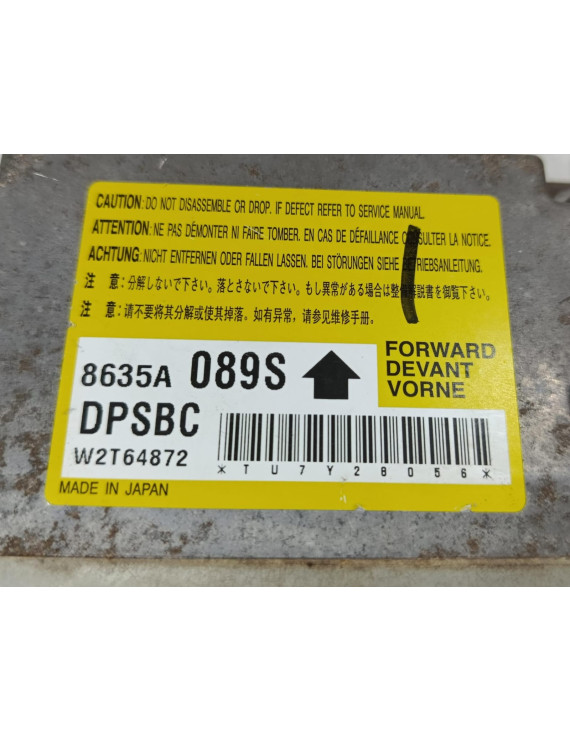 CAUTION: DO NOT DISASSEMBLE OR DROP. IF DEFECT REFER TO SERVICE MANUAL.
ATTENTION: NE PAS DÉMONTER NI FAIRE TOMBER. EN CAS DE DÉFAILLANCE CONSULTER LA NOTICE.
ACHTUNG: NICHT ENTFERNEN ODER FALLEN LASSEN. BEI STÖRUNGEN SIEHE BETRIEBSANLEITUNG.
注 意:分解しないで下さい。落とさないで下さい。もし異常がある場合は整備解説書を御覧下さい。
注 意:请不要将其分解或使其掉落。如有异常,请参见维修手册.
8635A 089S
FORWARD
DEVANT
VORNE
DPSBC
W2T64872
*TU7Y28056*
MADE IN JAPAN